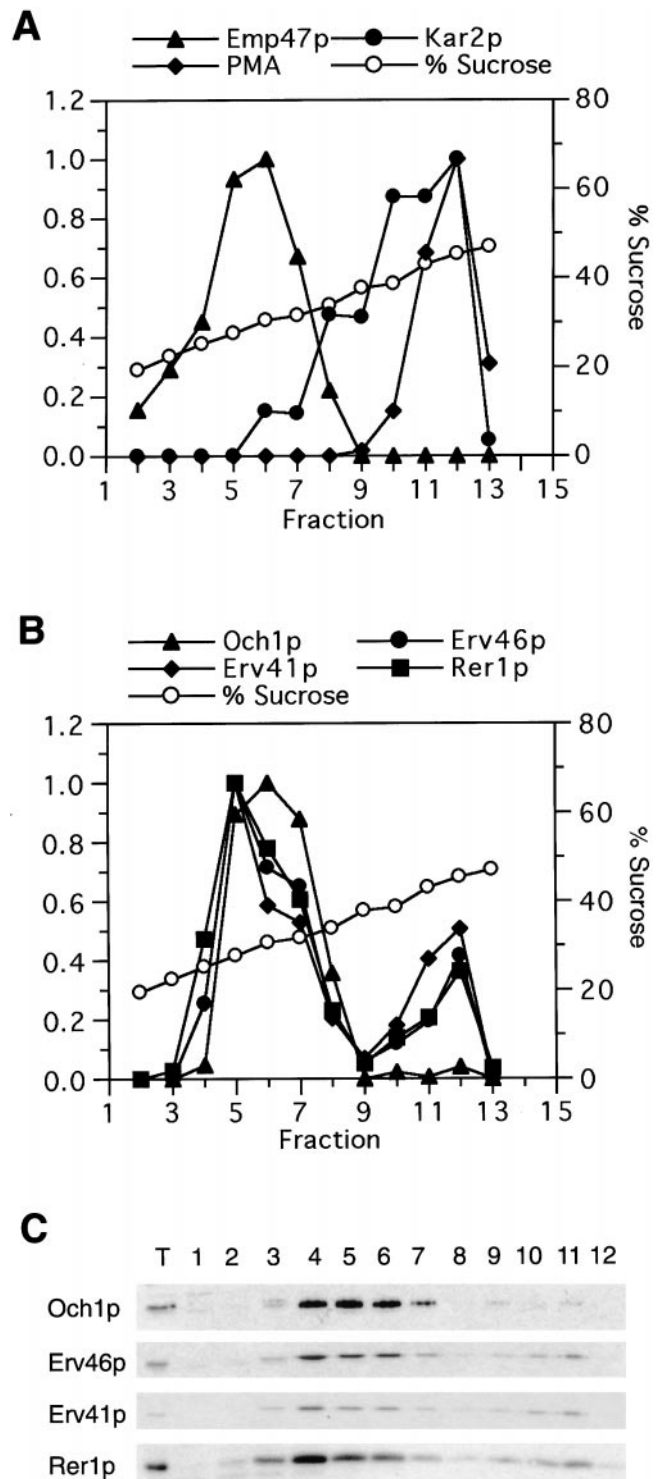 A
Emp47p Kar2p
PMA % Sucrose
1.2 80
1.0
60
0.8
0.6 40
0.4
20
0.2
0.0 0
1 3 5 7 9 11 13 15
Fraction
% Sucrose
B
Och1p Erv46p
Erv41p Rer1p
% Sucrose
1.2 80
1.0
60
0.8
0.6 40
0.4
20
0.2
0.0 0
1 3 5 7 9 11 13 15
Fraction
% Sucrose
C
T 1 2 3 4 5 6 7 8 9 10 11 12
Och1p
Erv46p
Erv41p
Rer1p